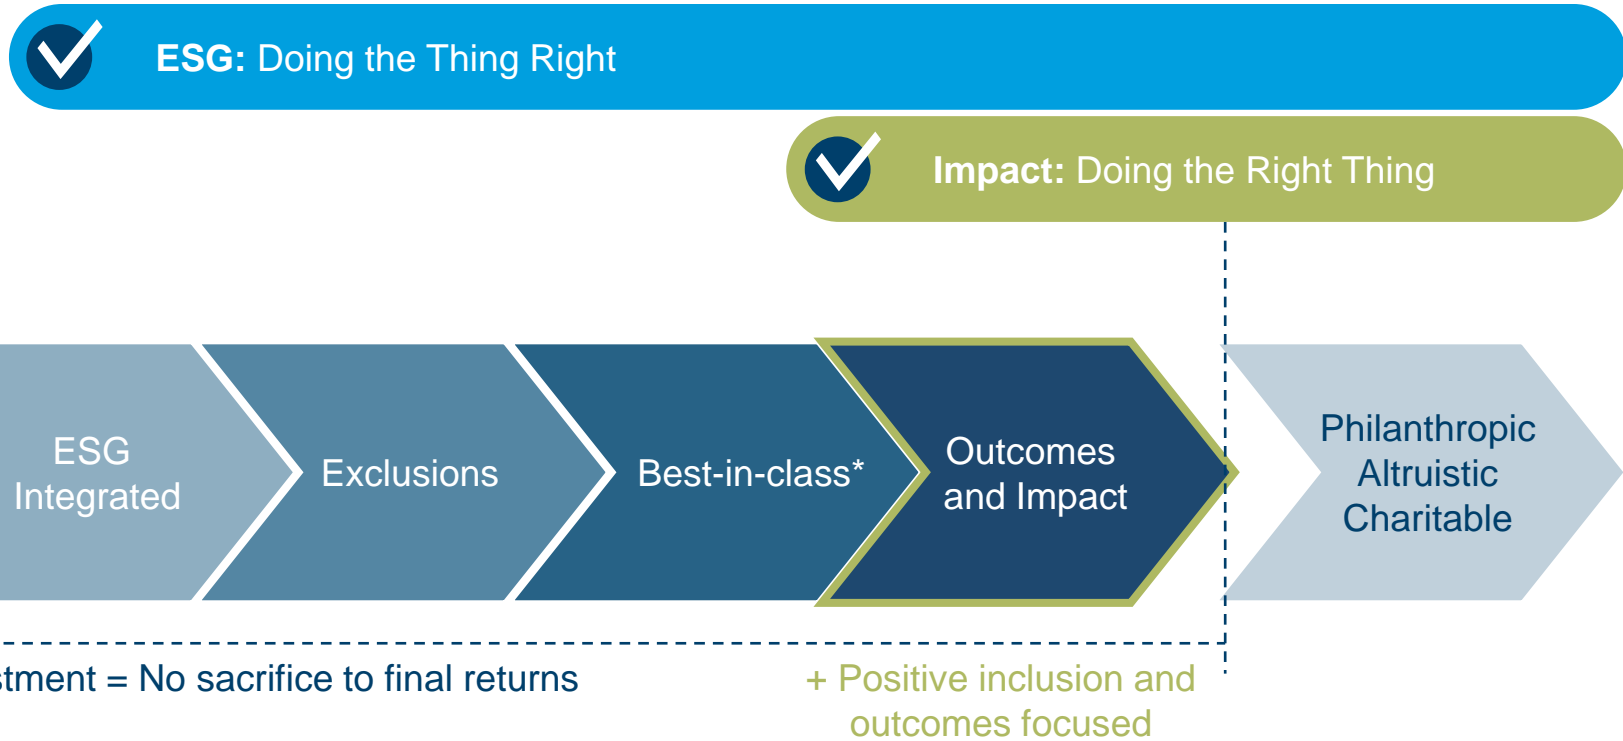 ESG: Doing the Thing Right
Impact: Doing the Right Thing
ESG
Integrated
Exclusions
Best-in-class*
Outcomes
and Impact
Philanthropic
Altruistic
Charitable
stment = No sacrifice to final returns
+ Positive inclusion and
outcomes focused